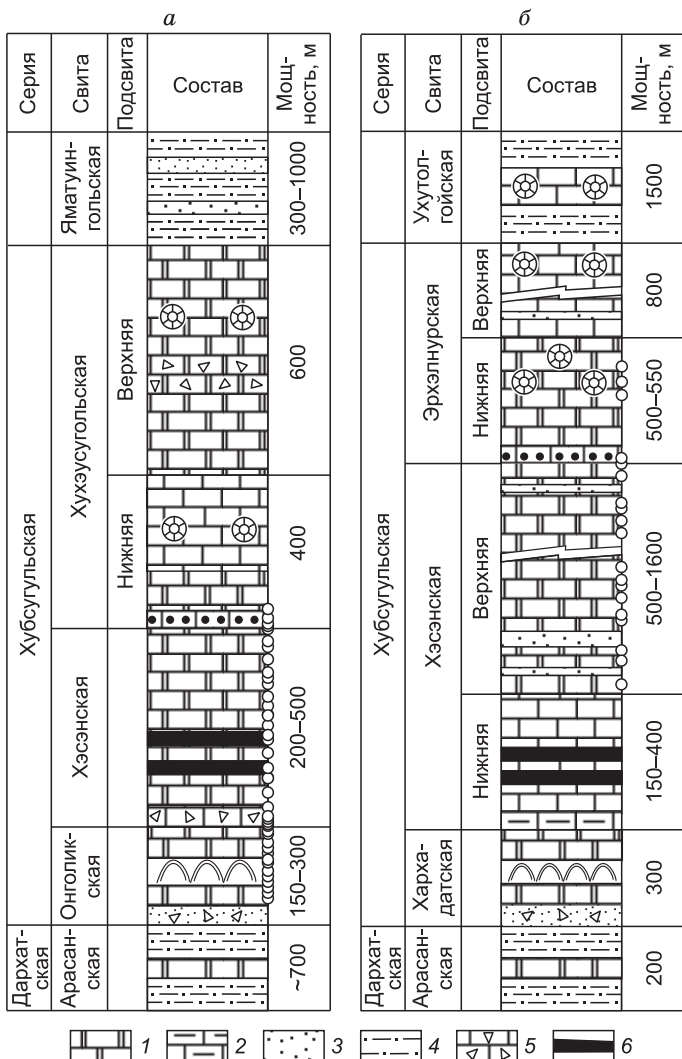 а
Серия
Свита
Подсвита
Состав
Мощ-
ность, м
Хубсугульская
Яматуин-
гольская
300–1000
Хухэусугольская
Верхняя
600
Нижняя
400
Хэсэнская
200–500
Онголик-
ская
150–300
Дархат-
ская
Арасан-
ская
~700
б
Серия
Свита
Подсвита
Состав
Мощ-
ность, м
Хубсугульская
Ухутол-
гойская
1500
Эрхэлнурская
Верхняя
800
Нижняя
500–550
Хэсэнская
Верхняя
500–1600
Нижняя
150–400
Харха-
датская
300
Дархат-
ская
Арасан-
ская
200
1
2
3
4
5
6